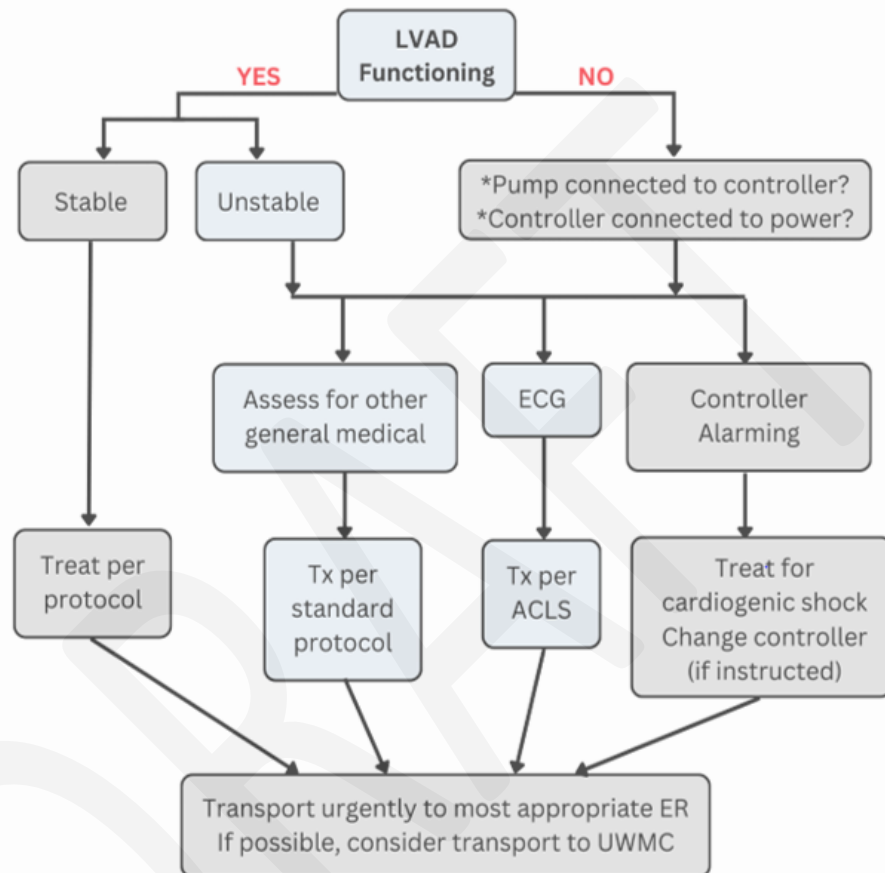 LVAD
Functioning
YES
NO
Stable
Unstable
*Pump connected to controller?
*Controller connected to power?
Assess for other
general medical
ECG
Controller
Alarming
Treat per
protocol
Tx per
standard
protocol
Tx per
ACLS
Treat for
cardiogenic shock
Change controller
(if instructed)
Transport urgently to most appropriate ER
If possible, consider transport to UWMC
DRAFT